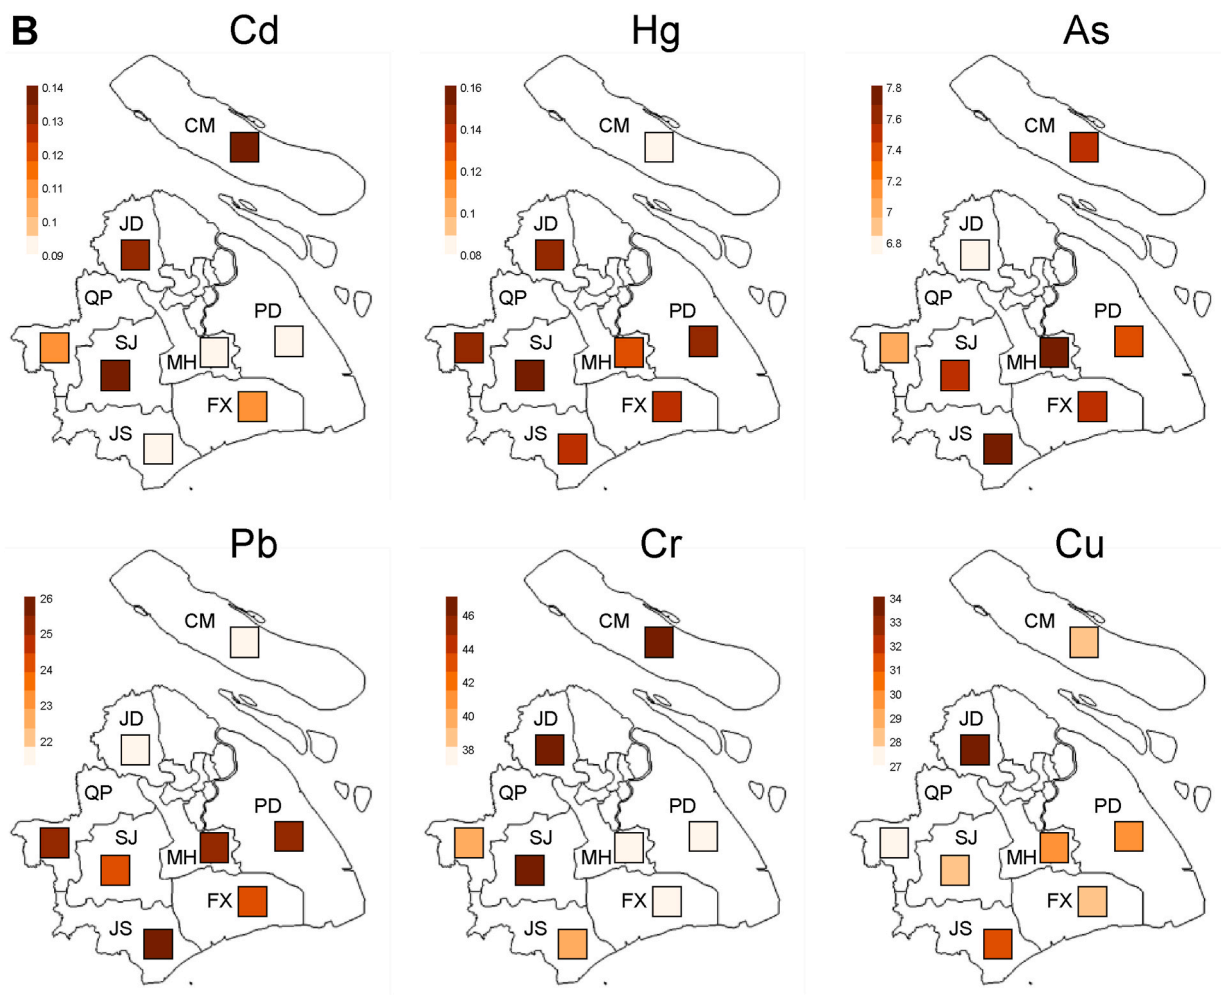 B
Cd
Hg
As
0.14
0.13
0.12
0.11
0.1
0.09
CM
JD
QP
SJ
PD
MH
FX
JS
0.16
0.14
0.12
0.1
0.08
CM
JD
QP
SJ
PD
MH
FX
JS
7.8
7.6
7.4
7.2
7
6.8
CM
JD
QP
SJ
PD
MH
FX
JS
Pb
Cr
Cu
26
25
24
23
22
CM
JD
QP
SJ
PD
MH
FX
JS
46
44
42
40
38
CM
JD
QP
SJ
PD
MH
FX
JS
34
33
31
30
29
28
27
CM
JD
QP
SJ
PD
MH
FX
JS